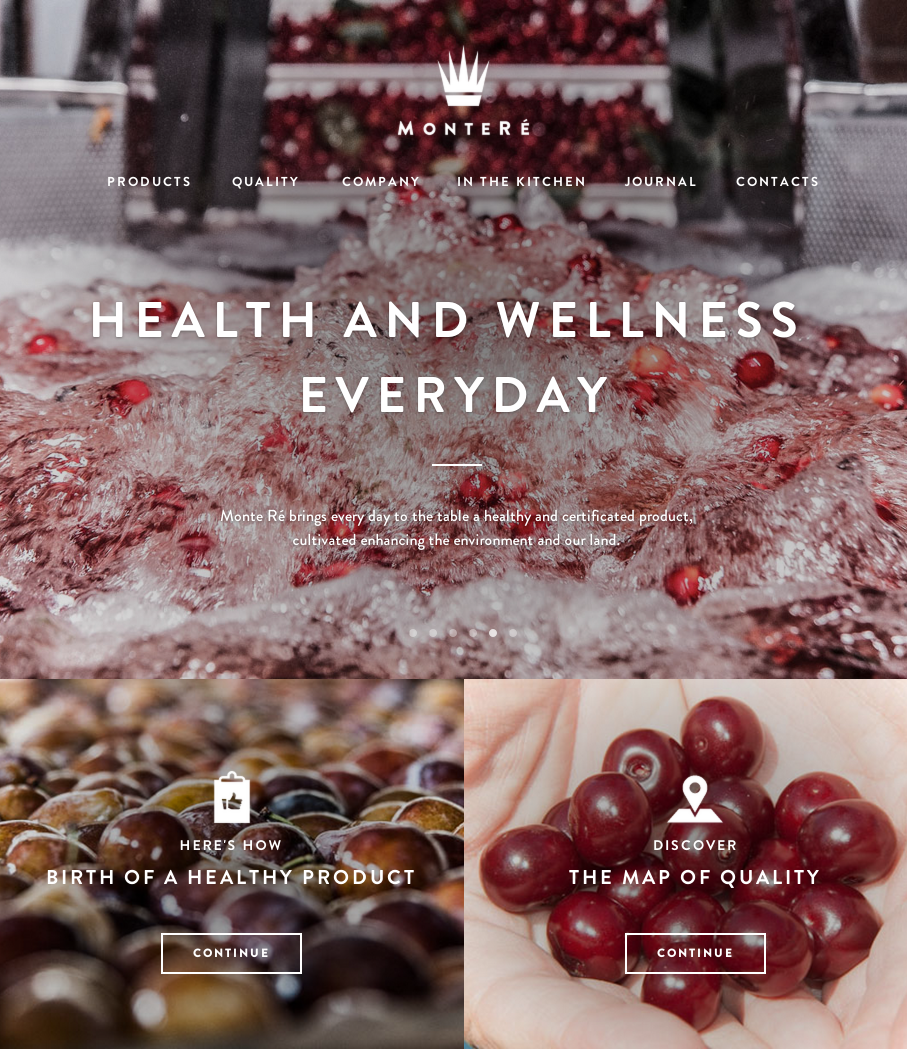 MONTERÉ
PRODUCTS QUALITY COMPANY IN THE KITCHEN JOURNAL CONTACTS
HEALTH AND WELLNESS
EVERYDAY
Monte Ré brings every day to the table a healthy and certificated product,
cultivated enhancing the environment and our land.
HERE'S HOW
BIRTH OF A HEALTHY PRODUCT
CONTINUE
DISCOVER
THE MAP OF QUALITY
CONTINUE